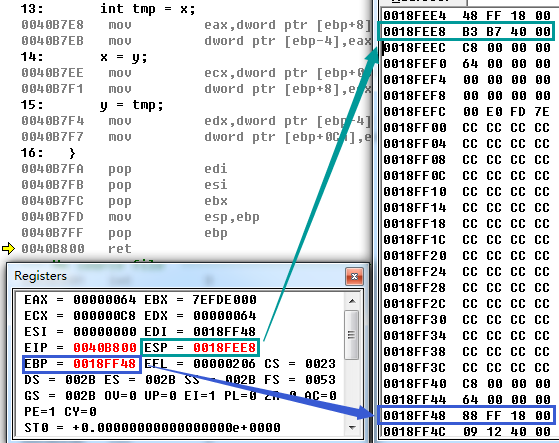 13: int tmp = x;
0040B7E8 mov eax,dword ptr [ebp+8]
0040B7EB mov dword ptr [ebp-4],eax
14: x = y;
0040B7EE mov ecx,dword ptr [ebp+0
0040B7F1 mov dword ptr [ebp+8],ecx
15: y = tmp;
0040B7F4 mov edx,dword ptr [ebp-4]
0040B7F7 mov dword ptr [ebp+0Ch],e
16: }
0040B7FA pop edi
0040B7FB pop esi
0040B7FC pop ebx
0040B7FD mov esp,ebp
0040B7FF pop ebp
0040B800 ret
Registers
EAX = 00000064 EBX = 7EFDE000
ECX = 000000C8 EDX = 00000064
ESI = 00000000 EDI = 0018FF48
EIP = 0040B800 ESP = 0018FEE8
EBP = 0018FF48 EFL = 00000206 CS = 0023
DS = 002B ES = 002B SS = 002B FS = 0053
GS = 002B OV=0 UP=0 EI=1 PL=0 ZR=0 AC=0
PE=1 CY=0
ST0 = +0.0000000000000000e+0000
0018FEE4 48 FF 18 00
0018FEE8 B3 B7 40 00
0018FEEC C8 00 00 00
0018FEF0 64 00 00 00
0018FEF4 00 00 00 00
0018FEF8 00 00 00 00
0018FEFC 00 E0 FD 7E
0018FF00 CC CC CC CC
0018FF04 CC CC CC CC
0018FF08 CC CC CC CC
0018FF0C CC CC CC CC
0018FF10 CC CC CC CC
0018FF14 CC CC CC CC
0018FF18 CC CC CC CC
0018FF1C CC CC CC CC
0018FF20 CC CC CC CC
0018FF24 CC CC CC CC
0018FF28 CC CC CC CC
0018FF2C CC CC CC CC
0018FF30 CC CC CC CC
0018FF34 CC CC CC CC
0018FF38 CC CC CC CC
0018FF3C CC CC CC CC
0018FF40 C8 00 00 00
0018FF44 64 00 00 00
0018FF48 88 FF 18 00
0018FF4C 09 12 40 00